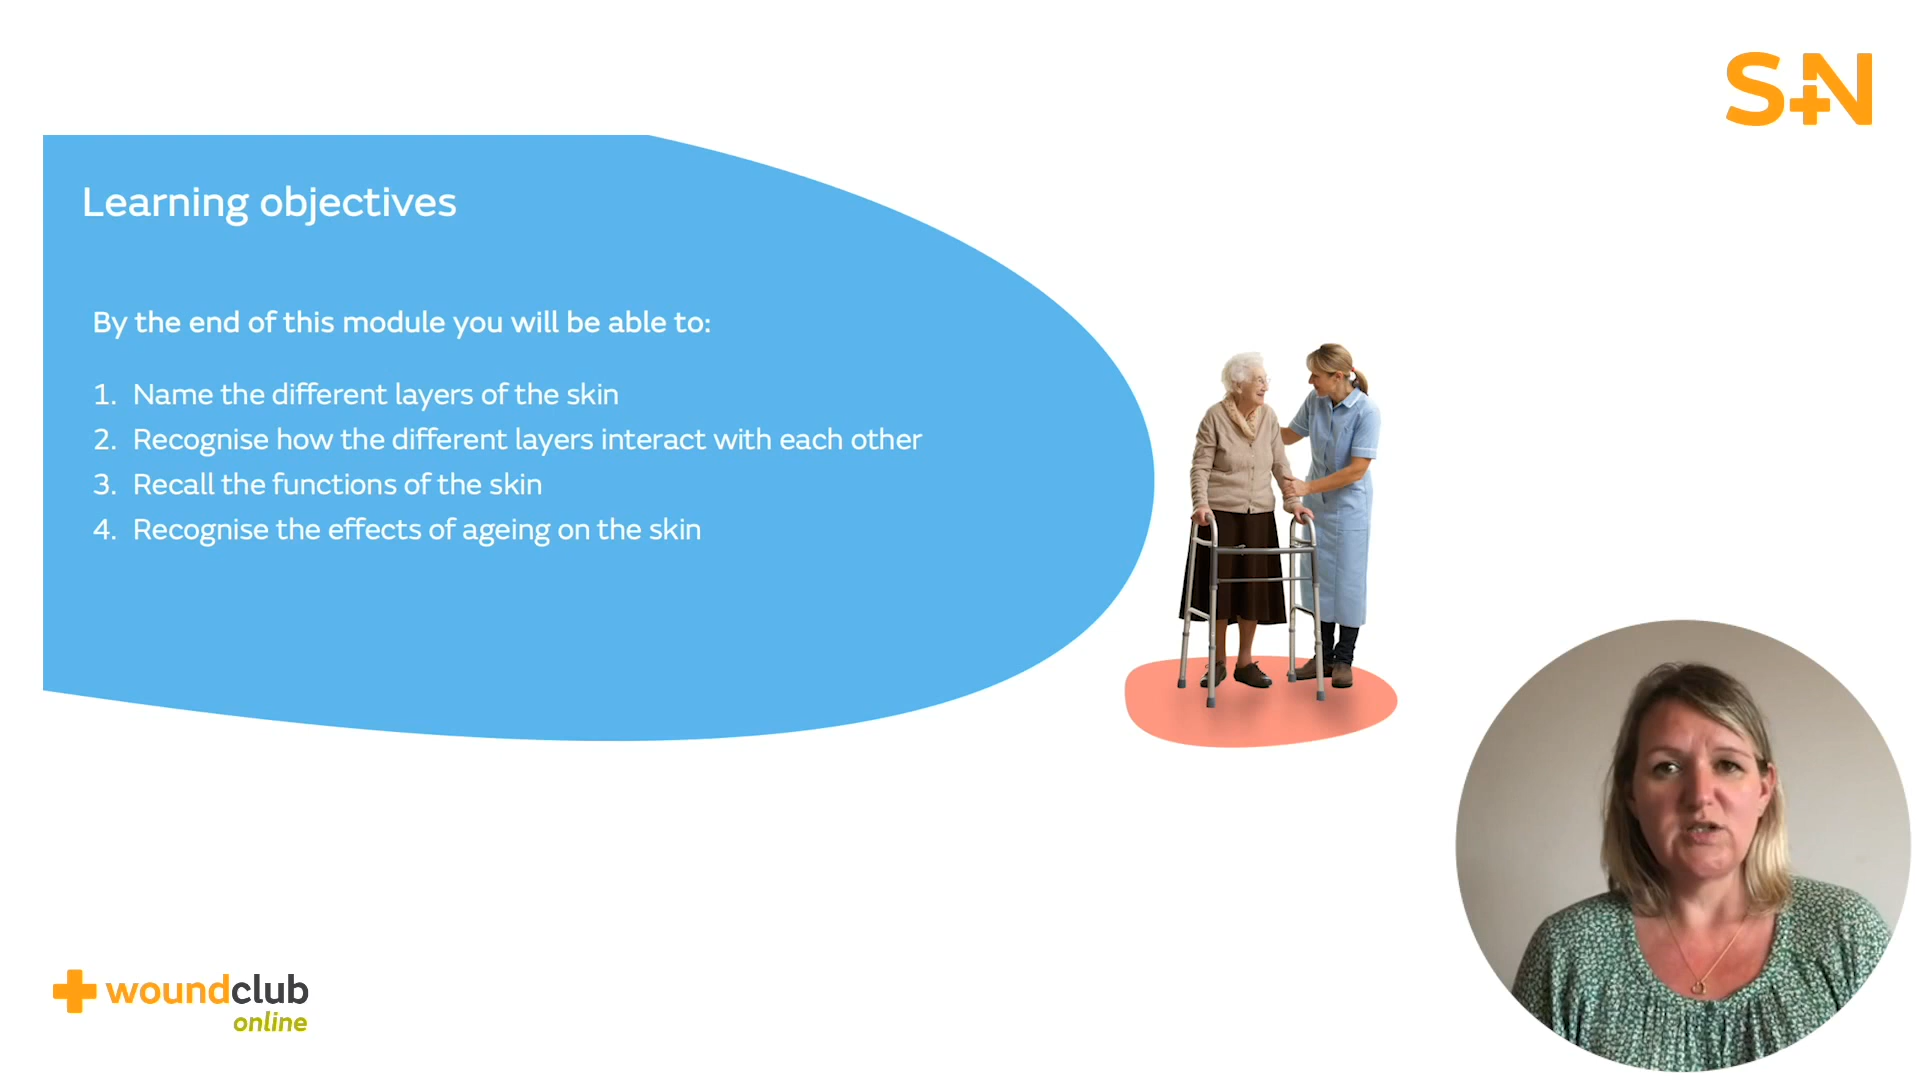 S+N
Learning objectives
By the end of this module you will be able to:
1. Name the different layers of the skin
2. Recognise how the different layers interact with each other
3. Recall the functions of the skin
4. Recognise the effects of ageing on the skin
woundclub
online